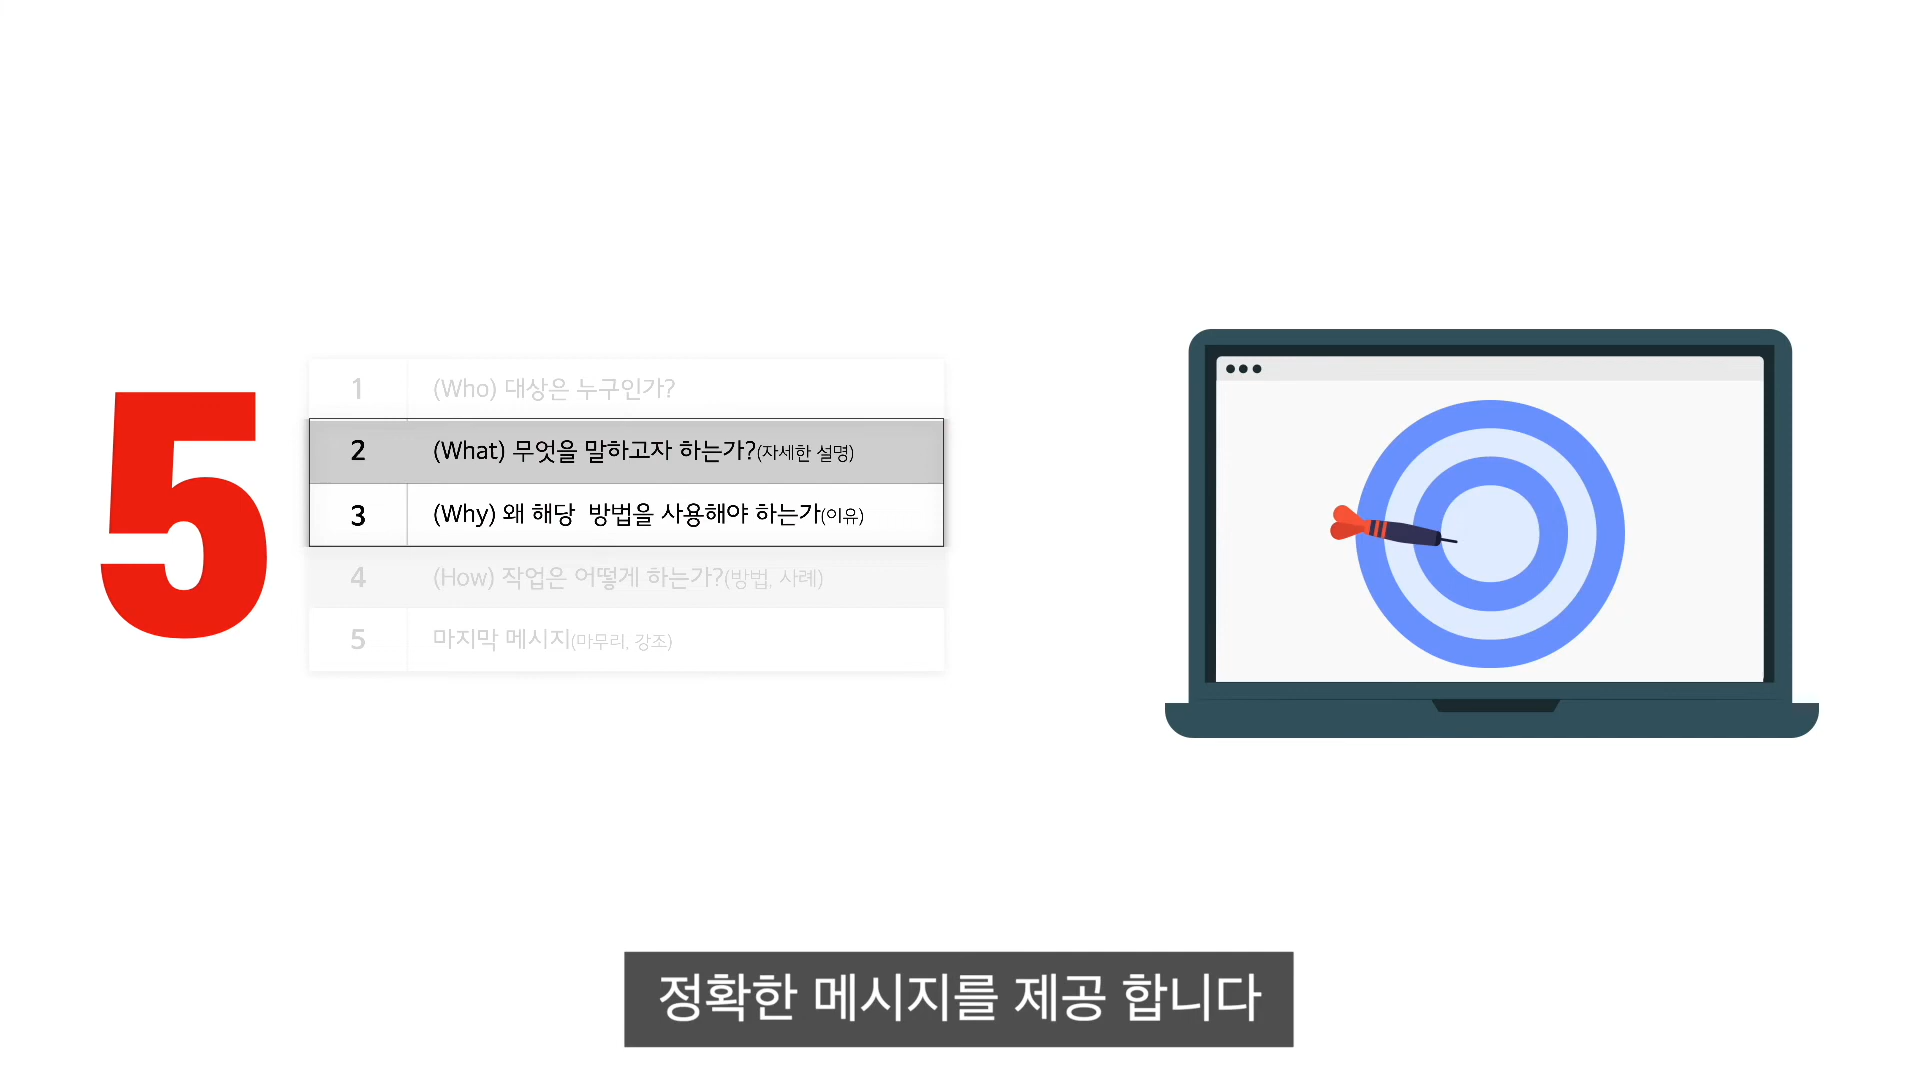 5
1 (Who) 대상은 누구인가?
2 (What) 무엇을 말하고자 하는가?(자세한 설명)
3 (Why) 왜 해당  방법을 사용해야 하는가(이유)
4 (How) 작업은 어떻게 하는가?(방법, 사례)
5 마지막 메시지(마무리, 강조)
정확한 메시지를 제공 합니다